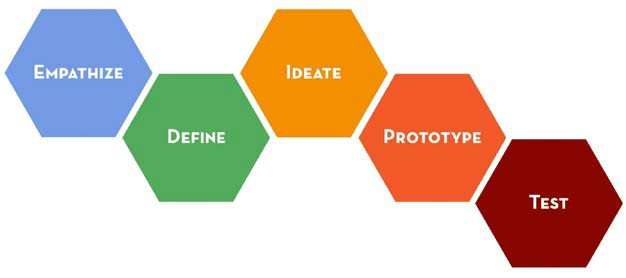 Empathize
Define
Ideate
Prototype
Test